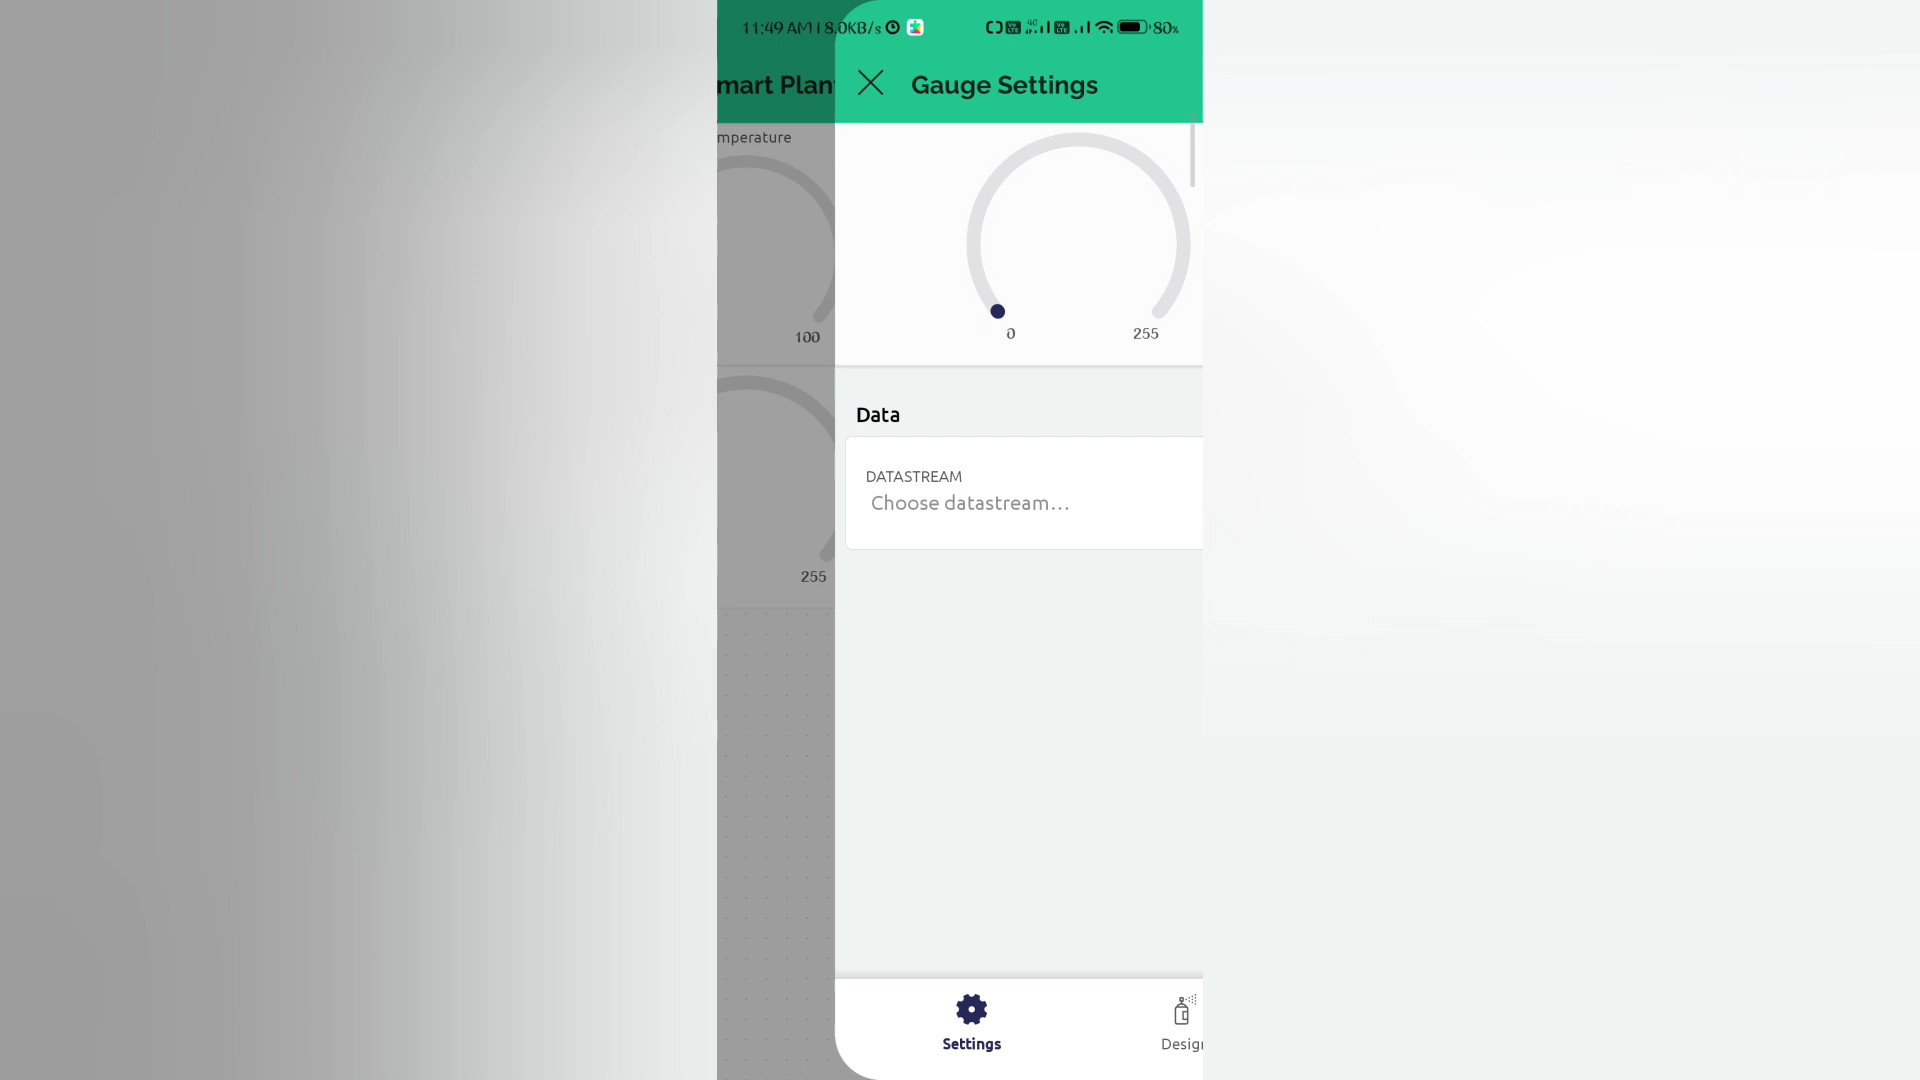 11:49 AM | 8.0KB/s
80%
mart Plan
Gauge Settings
mperature
100
0
255
Data
DATASTREAM
Choose datastream...
255
Settings
Desig